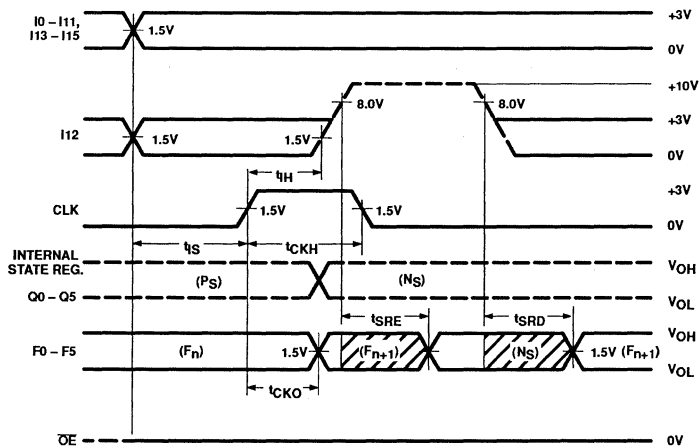 I0 – I11,
I13 – I15
1.5V
+3V
0V
+10V
8.0V
8.0V
+3V
I12
1.5V
1.5V
0V
tIH
+3V
CLK
1.5V
1.5V
0V
tIS
tCKH
INTERNAL
STATE REG.
(PS)
(NS)
VOH
Q0 – Q5
VOL
tSRE
tSRD
VOH
F0 – F5
(Fn)
1.5V
(Fn+1)
(NS)
1.5V (Fn+1)
VOL
tCKO
OE
0V